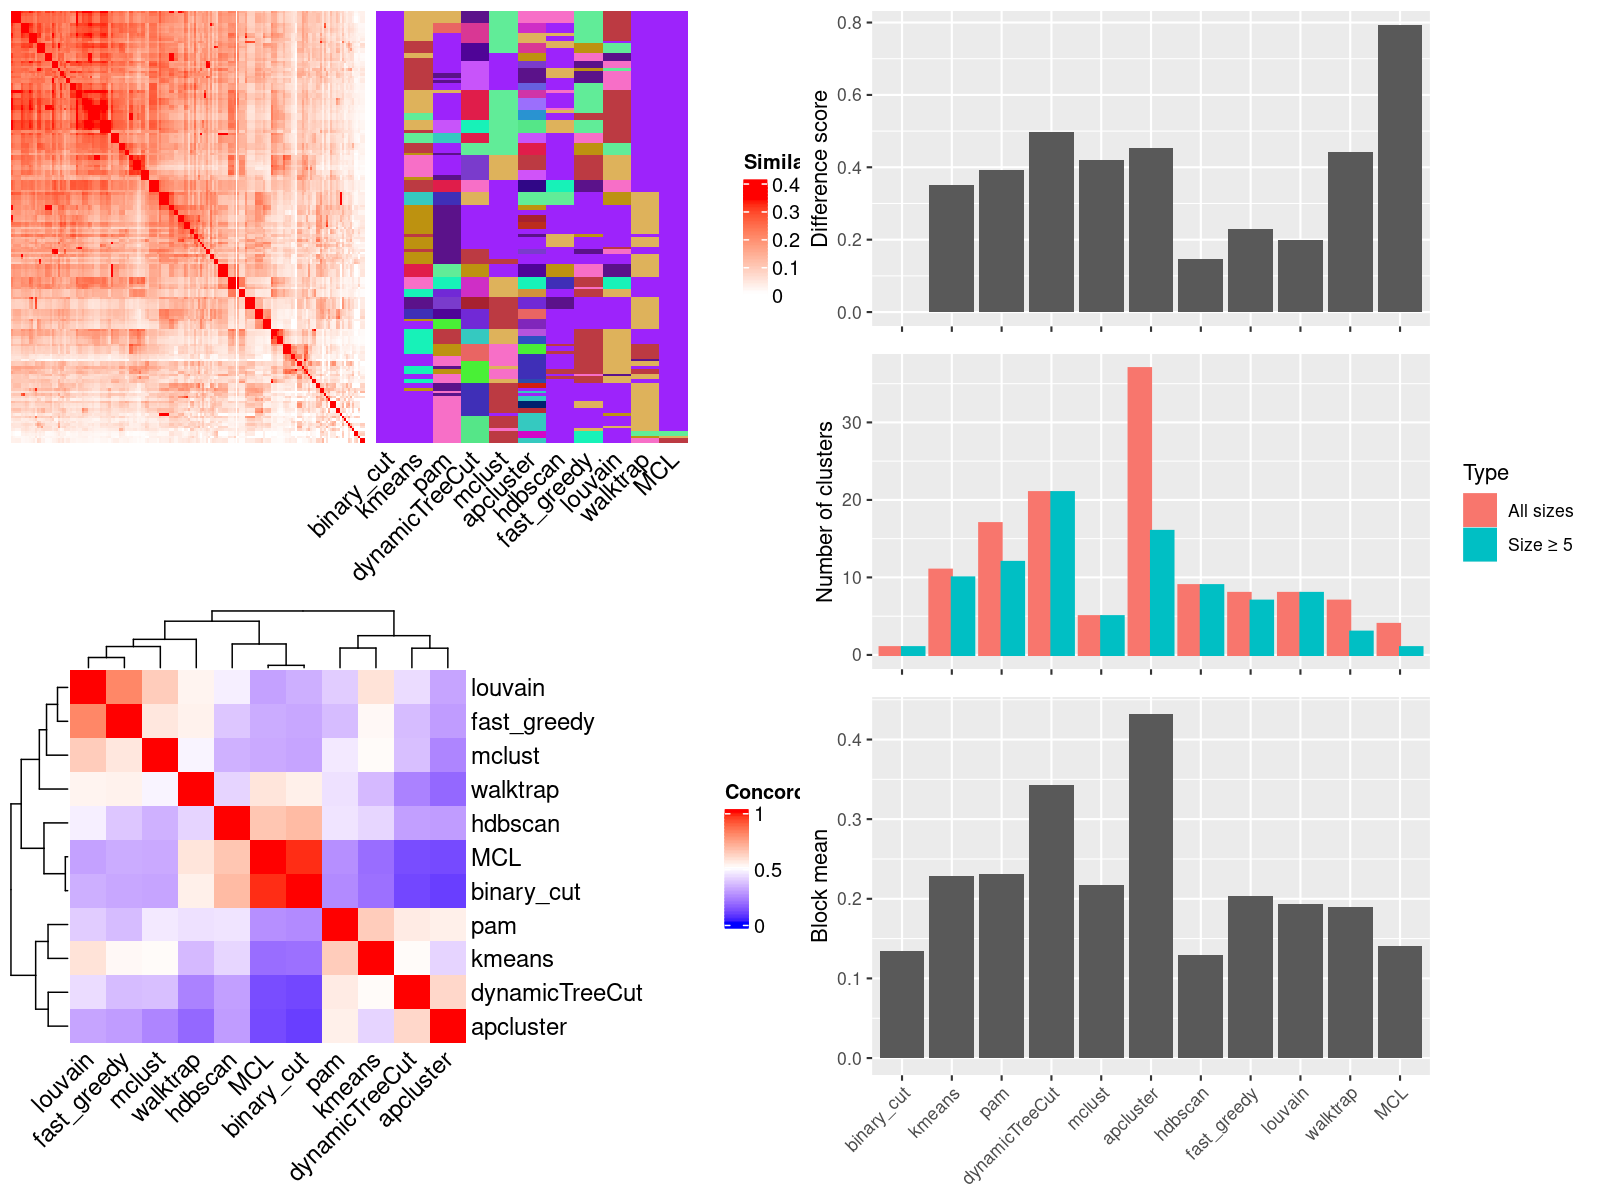 Simila
0.4
0.3
0.2
0.1
0
binary_cut
kmeans
pam
dynamicTreeCut
mclust
apcluster
hdbscan
fast_greedy
louvain
walktrap
MCL
louvain
fast_greedy
mclust
walktrap
hdbscan
MCL
binary_cut
pam
kmeans
dynamicTreeCut
apcluster
louvain
fast_greedy
mclust
walktrap
hdbscan
MCL
binary_cut
pam
kmeans
dynamicTreeCut
apcluster
Concord
1
0.5
0
Difference score
0.8
0.6
0.4
0.2
0.0
Number of clusters
30
20
10
0
Type
All sizes
Size ≥ 5
Block mean
0.4
0.3
0.2
0.1
0.0
binary_cut
kmeans
pam
dynamicTreeCut
mclust
apcluster
hdbscan
fast_greedy
louvain
walktrap
MCL